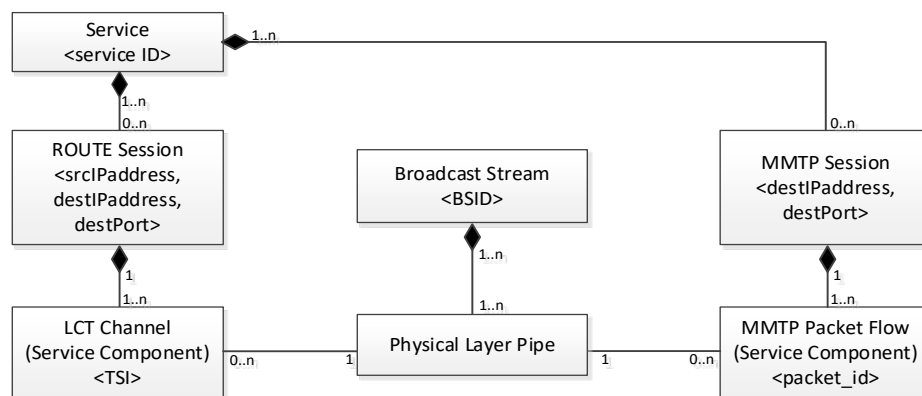 Service
<service ID>
1..n
1..n
0..n
0..n
ROUTE Session
<srcIPaddress,
destIPaddress,
destPort>
Broadcast Stream
<BSID>
MMTP Session
<destIPaddress,
destPort>
1
1..n
1..n
1..n
1
1..n
LCT Channel
(Service Component)
<TSI>
0..n
1
Physical Layer Pipe
1
0..n
MMTP Packet Flow
(Service Component)
<packet_id>